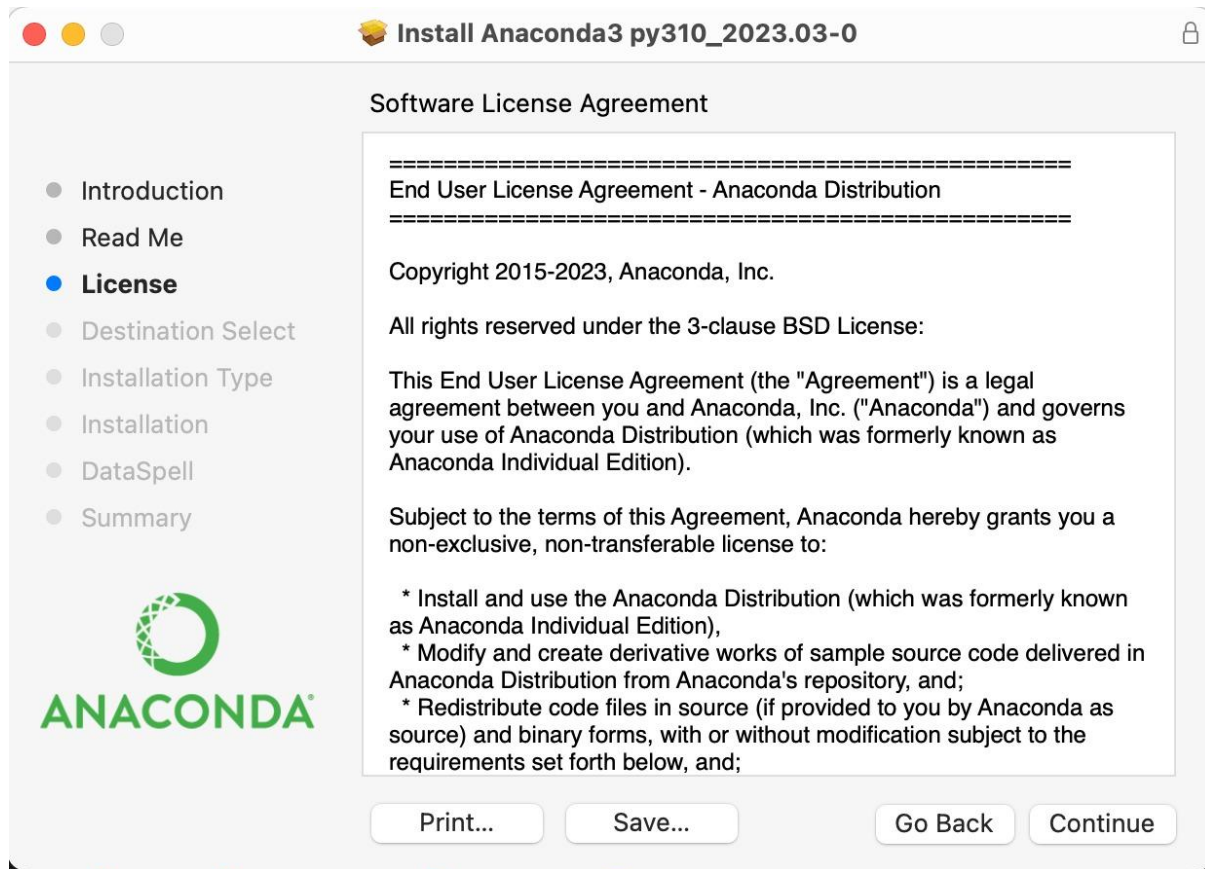 Install Anaconda3 py310_2023.03-0
Software License Agreement
Introduction
Read Me
License
Destination Select
Installation Type
Installation
DataSpell
Summary
ANACONDA®
==================================================
End User License Agreement - Anaconda Distribution
==================================================
Copyright 2015-2023, Anaconda, Inc.
All rights reserved under the 3-clause BSD License:
This End User License Agreement (the "Agreement") is a legal
agreement between you and Anaconda, Inc. ("Anaconda") and governs
your use of Anaconda Distribution (which was formerly known as
Anaconda Individual Edition).
Subject to the terms of this Agreement, Anaconda hereby grants you a
non-exclusive, non-transferable license to:
* Install and use the Anaconda Distribution (which was formerly known
as Anaconda Individual Edition),
* Modify and create derivative works of sample source code delivered in
Anaconda Distribution from Anaconda's repository, and;
* Redistribute code files in source (if provided to you by Anaconda as
source) and binary forms, with or without modification subject to the
requirements set forth below, and;
Print...
Save...
Go Back
Continue